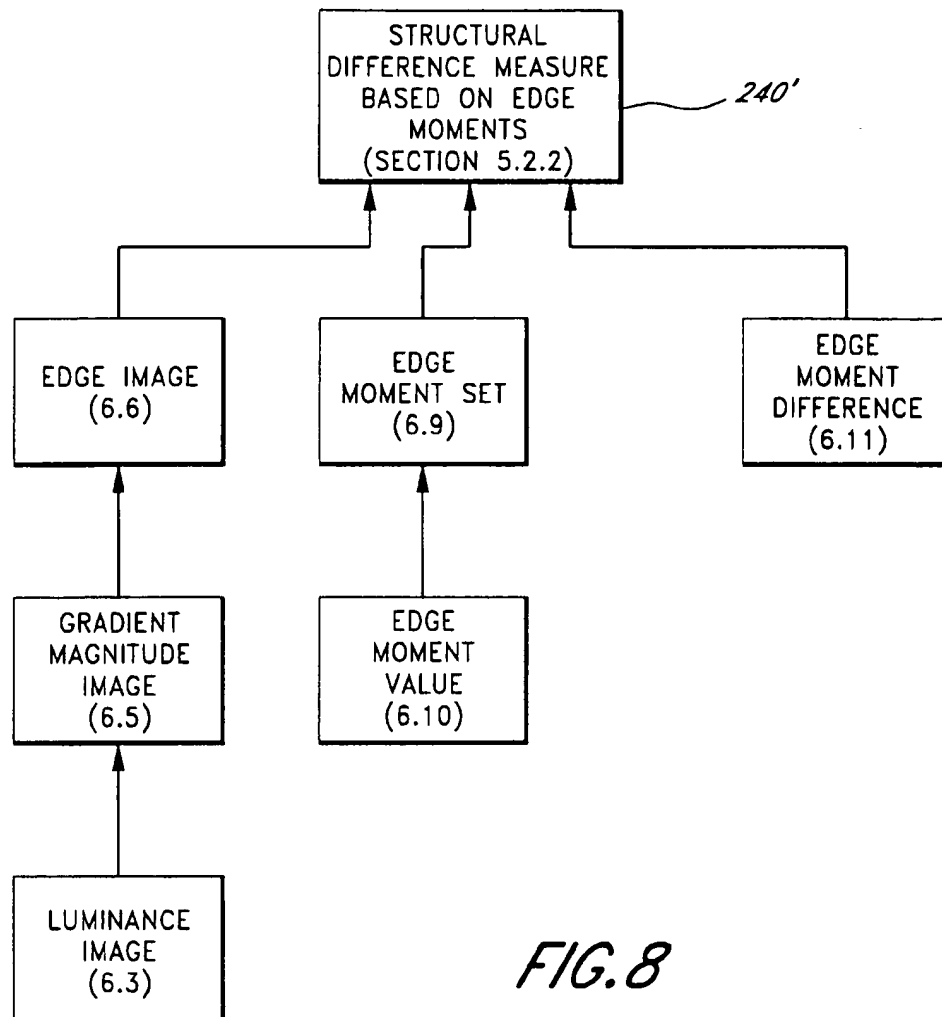 STRUCTURAL
DIFFERENCE MEASURE
BASED ON EDGE
MOMENTS
(SECTION 5.2.2)
240'
EDGE IMAGE
(6.6)
EDGE
MOMENT SET
(6.9)
EDGE
MOMENT
DIFFERENCE
(6.11)
GRADIENT
MAGNITUDE
IMAGE
(6.5)
EDGE
MOMENT
VALUE
(6.10)
LUMINANCE
IMAGE
(6.3)
FIG.8